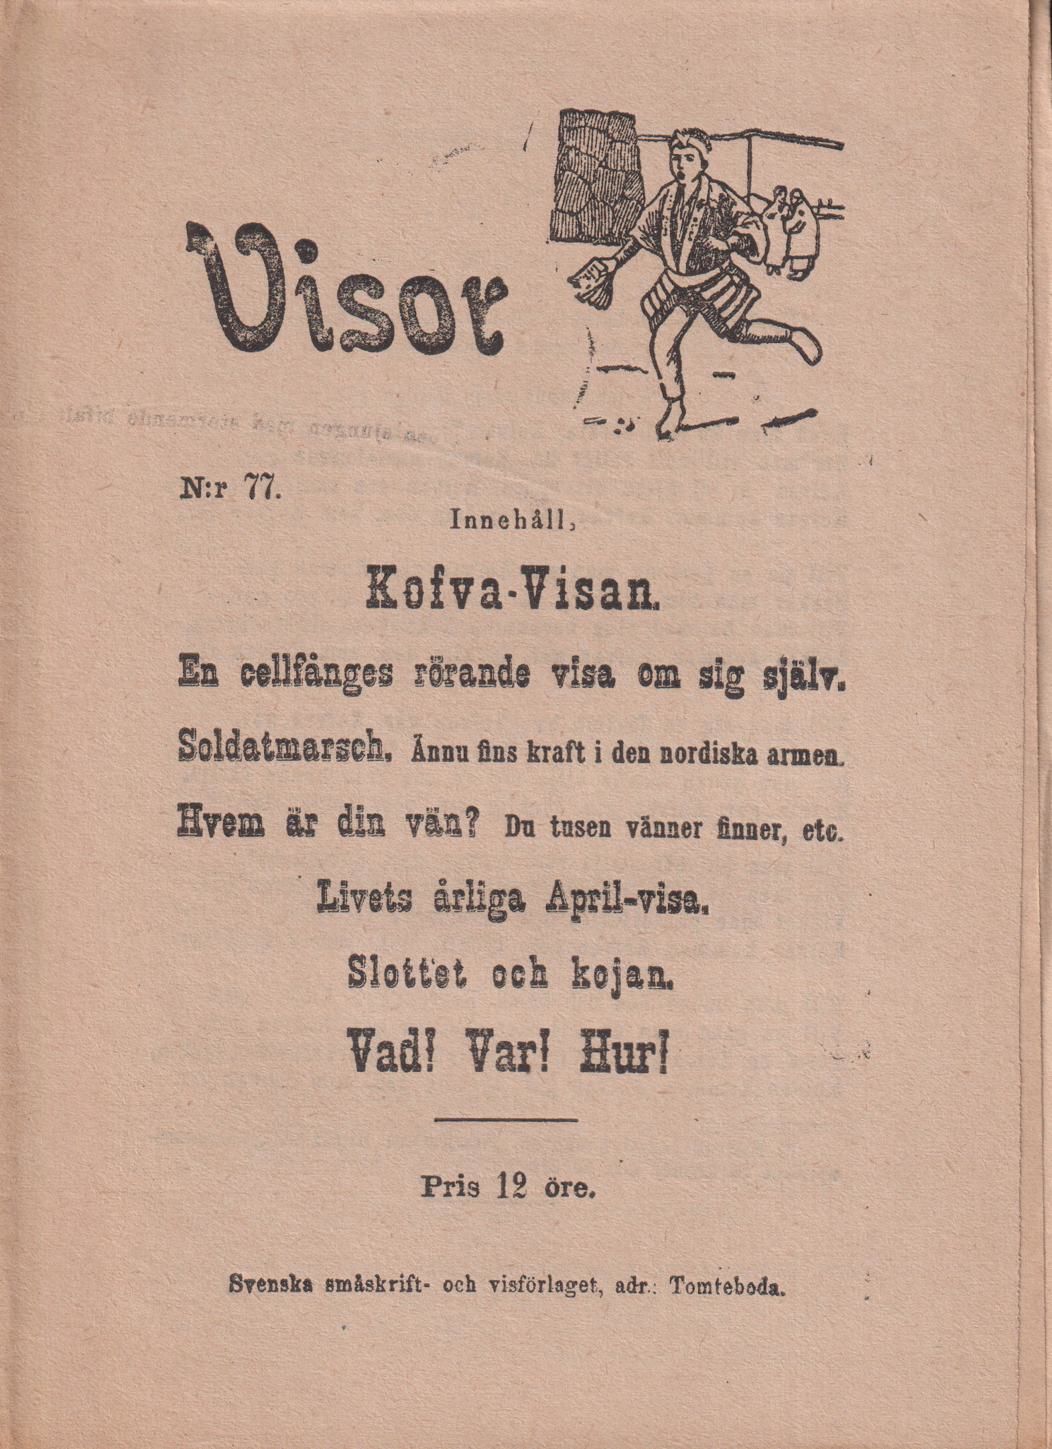 Visor
N:r 77.
Innehåll,
Kofva-Visan.
En cellfånges rörande visa om sig själv.
Soldatmarsch. Ännu fins kraft i den nordiska armen.
Hvem är din vän? Du tusen vänner finner, etc.
Livets årliga April-visa.
Slottet och kojan.
Vad! Var! Hur!
Pris 12 öre.
Svenska småskrift- och visförlaget, adr.: Tomteboda.